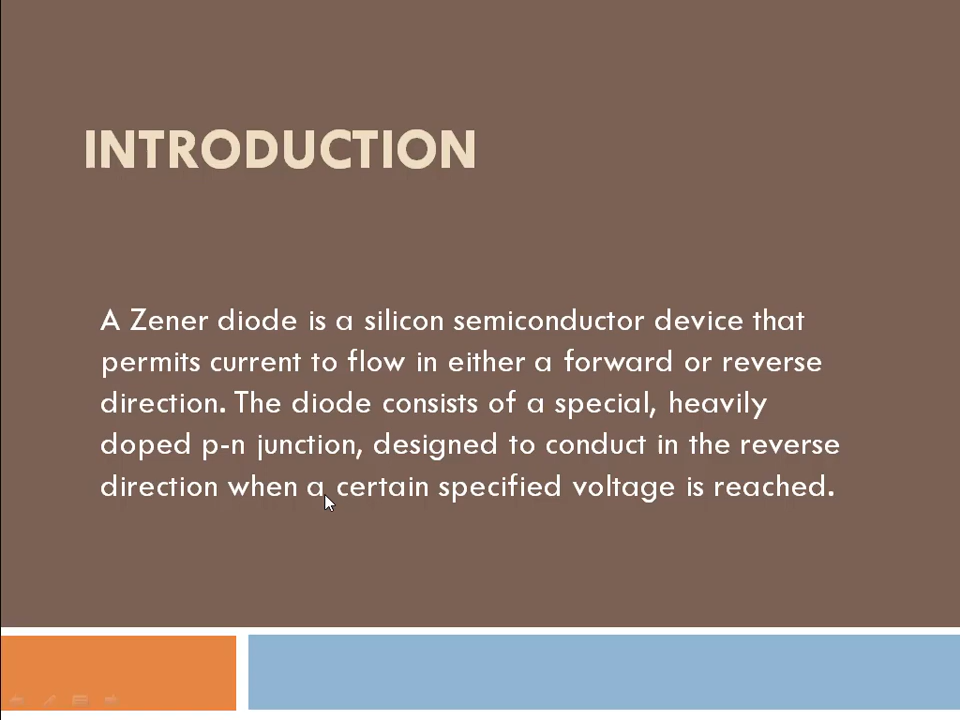 INTRODUCTION
A Zener diode is a silicon semiconductor device that
permits current to flow in either a forward or reverse
direction. The diode consists of a special, heavily
doped p-n junction, designed to conduct in the reverse
direction when a certain specified voltage is reached.